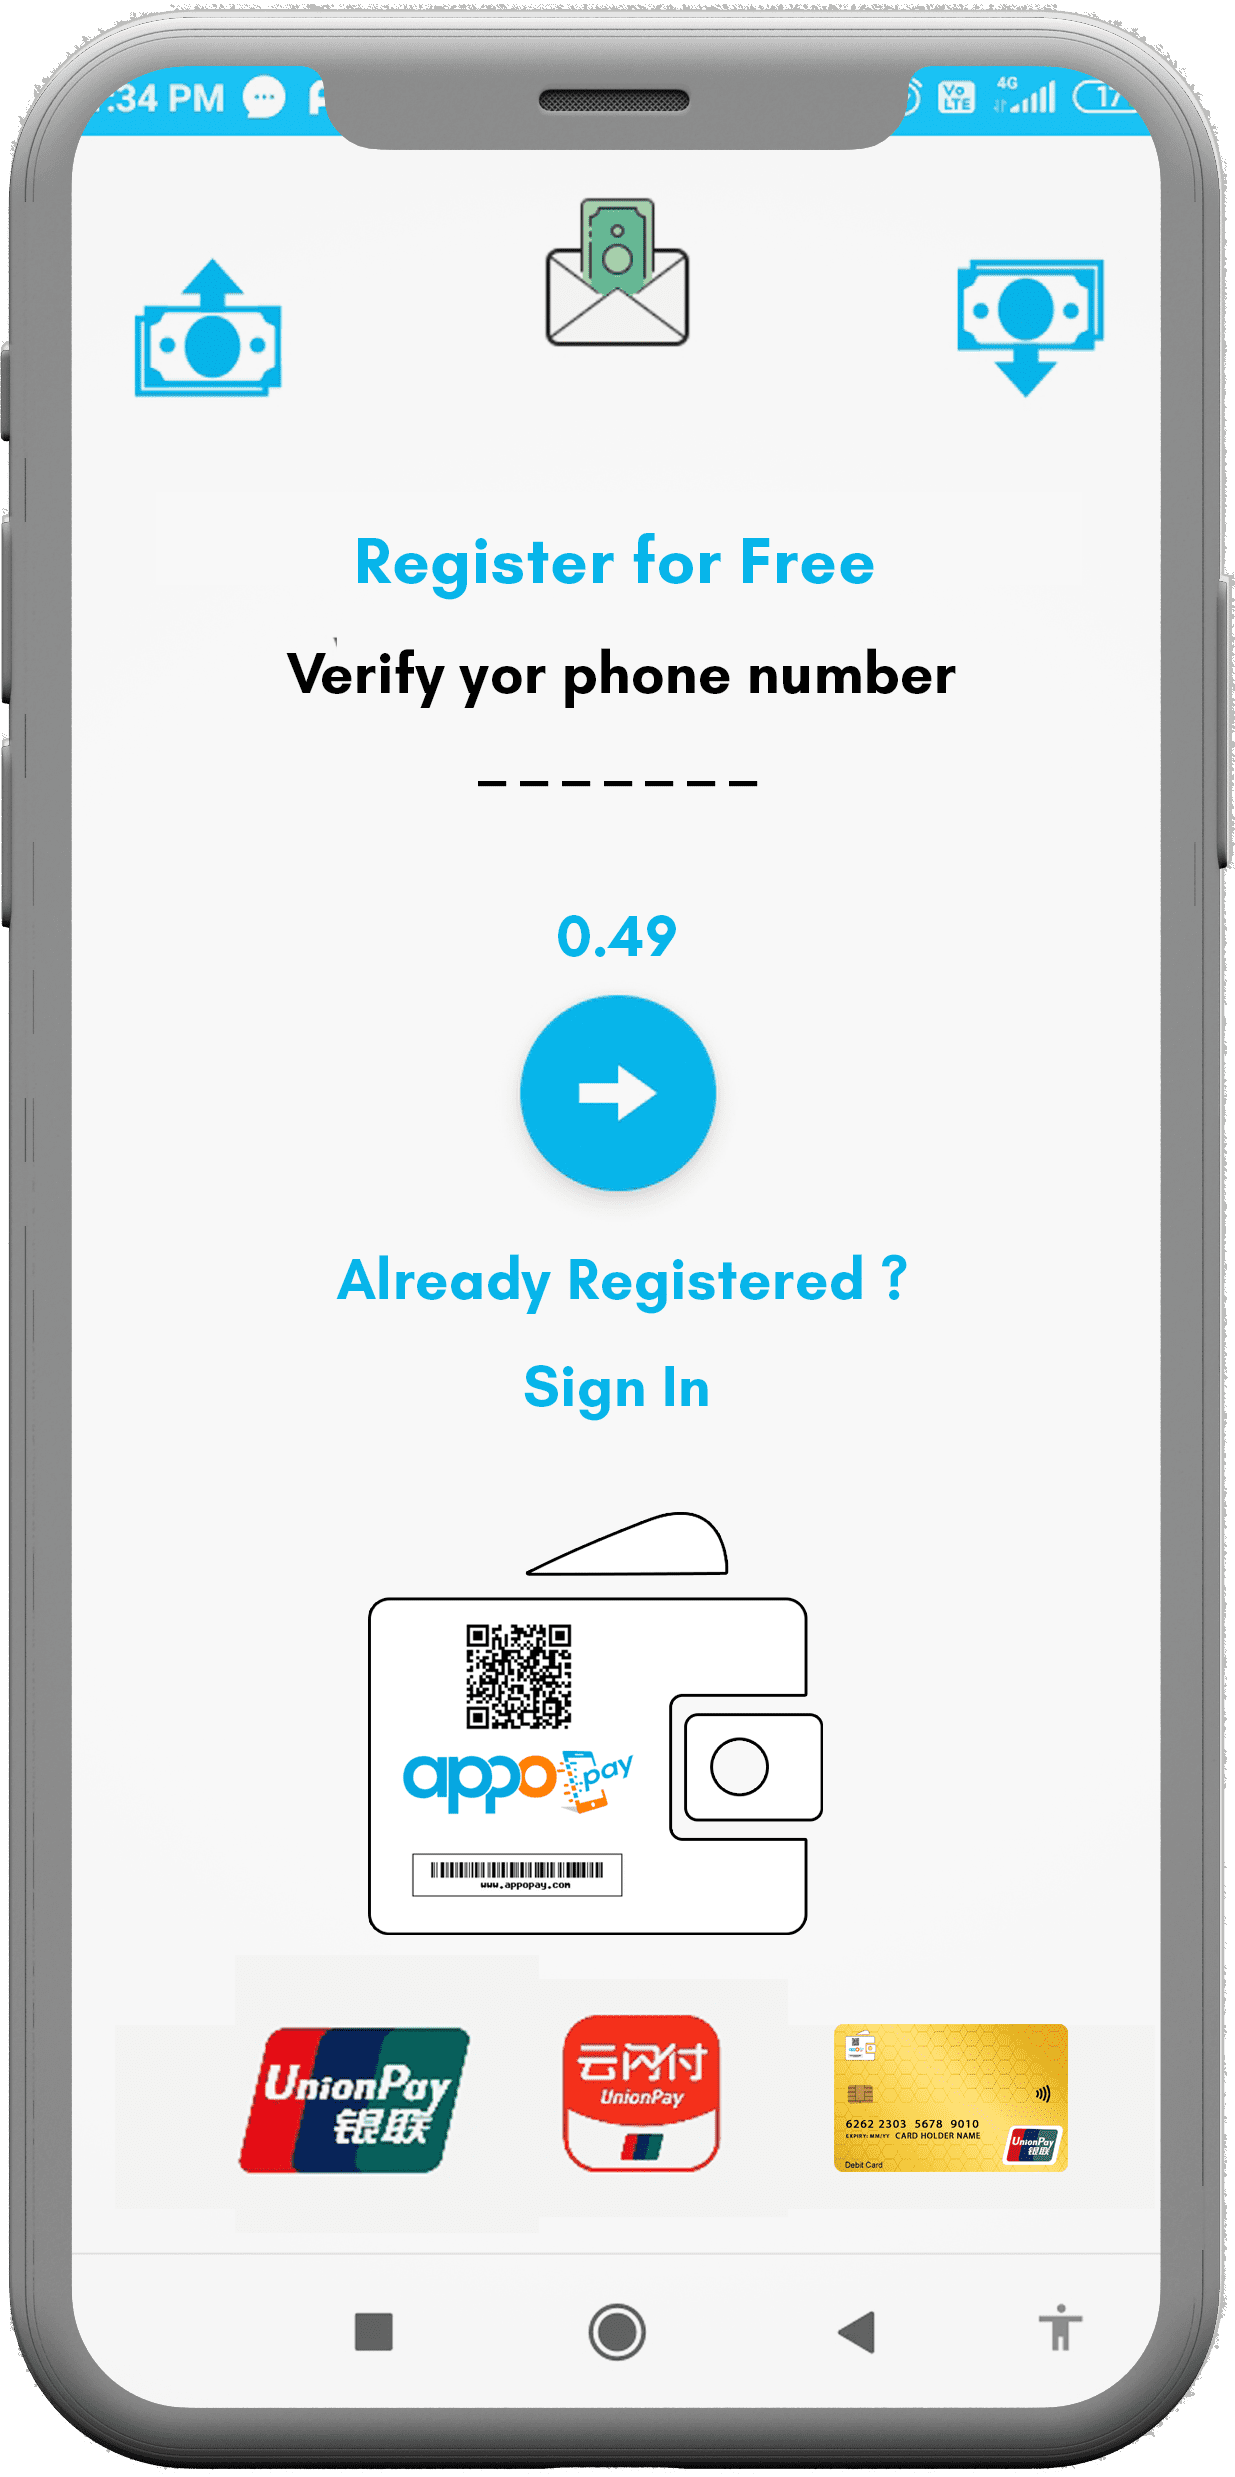 :34 PM
Vo
LTE
4G
17
Register for Free
Verify yor phone number
_ _ _ _ _ _ _
0.49
Already Registered ?
Sign In
appo pay
www.appopay.com
UnionPay
银联
云闪付
UnionPay
6262 2303 5678 9010
EXPIRY: MM/YY CARD HOLDER NAME
UnionPay
银联
Debit Card